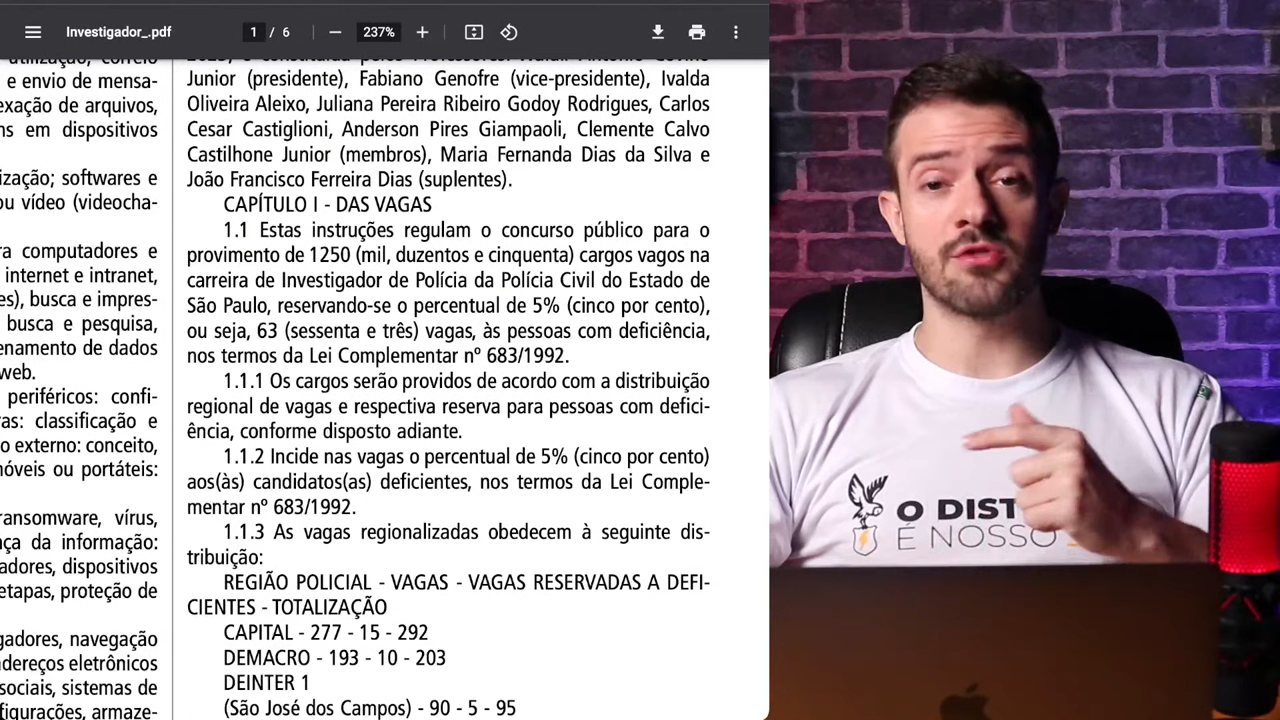 Investigador_.pdf
1 / 6
237%
utilização, correio
e envio de mensa-
exação de arquivos,
ns em dispositivos
ização; softwares e
ou vídeo (videocha-
ra computadores e
internet e intranet,
es), busca e impres-
busca e pesquisa,
enamento de dados
web.
periféricos: confi-
as: classificação e
o externo: conceito,
nóveis ou portáteis:
ransomware, vírus,
nça da informação:
adores, dispositivos
etapas, proteção de
gadores, navegação
ndereços eletrônicos
sociais, sistemas de
figurações, armaze-
Junior (presidente), Fabiano Genofre (vice-presidente), Ivalda
Oliveira Aleixo, Juliana Pereira Ribeiro Godoy Rodrigues, Carlos
Cesar Castiglioni, Anderson Pires Giampaoli, Clemente Calvo
Castilhone Junior (membros), Maria Fernanda Dias da Silva e
João Francisco Ferreira Dias (suplentes).
CAPÍTULO I - DAS VAGAS
1.1 Estas instruções regulam o concurso público para o
provimento de 1250 (mil, duzentos e cinquenta) cargos vagos na
carreira de Investigador de Polícia da Polícia Civil do Estado de
São Paulo, reservando-se o percentual de 5% (cinco por cento),
ou seja, 63 (sessenta e três) vagas, às pessoas com deficiência,
nos termos da Lei Complementar nº 683/1992.
1.1.1 Os cargos serão providos de acordo com a distribuição
regional de vagas e respectiva reserva para pessoas com defici-
ência, conforme disposto adiante.
1.1.2 Incide nas vagas o percentual de 5% (cinco por cento)
aos(às) candidatos(as) deficientes, nos termos da Lei Comple-
mentar nº 683/1992.
1.1.3 As vagas regionalizadas obedecem à seguinte dis-
tribuição:
REGIÃO POLICIAL - VAGAS - VAGAS RESERVADAS A DEFI-
CIENTES - TOTALIZAÇÃO
CAPITAL - 277 - 15 - 292
DEMACRO - 193 - 10 - 203
DEINTER 1
(São José dos Campos) - 90 - 5 - 95
O DIST
É NOSSO